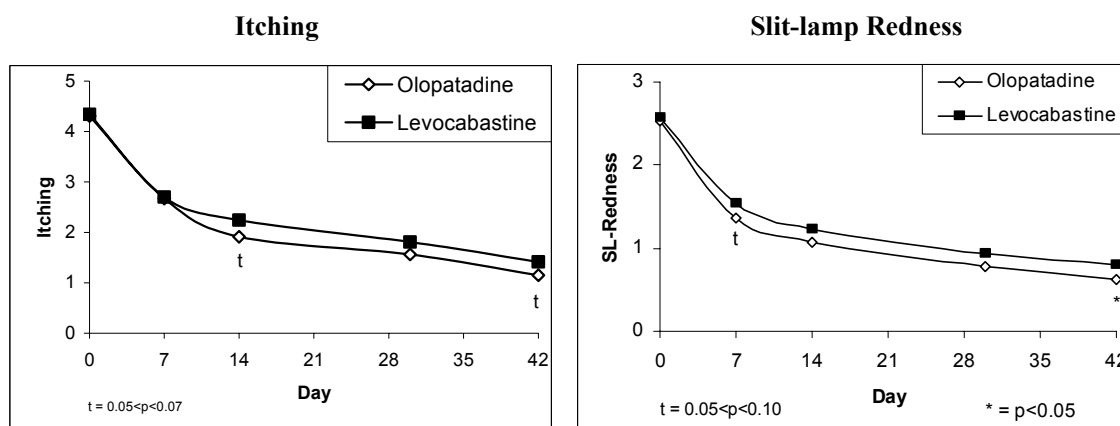 Itching
Olopatadine
Levocabastine
5
4
3
2
1
0
Itching
t
t
0 7 14 21 28 35 42
Day
t = 0.05<p<0.07
Slit-lamp Redness
Olopatadine
Levocabastine
3
2
1
0
SL-Redness
t
*
0 7 14 21 28 35 42
Day
t = 0.05<p<0.10
* = p<0.05